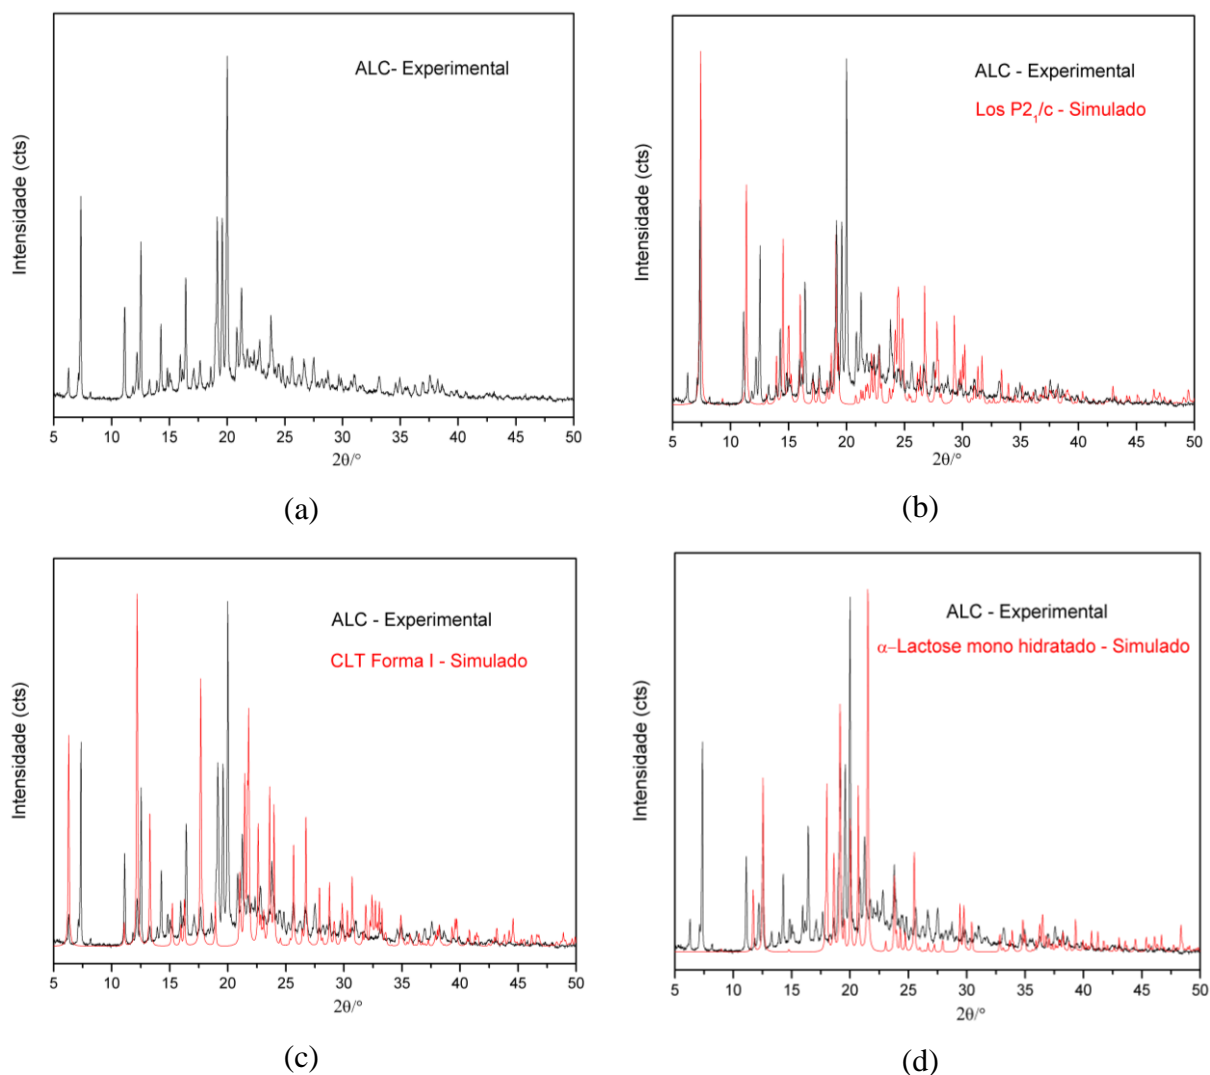 ALC- Experimental
Intensidade (cts)
5 10 15 20 25 30 35 40 45 50
2θ/°
(a)
ALC - Experimental
Los P2₁/c - Simulado
Intensidade (cts)
5 10 15 20 25 30 35 40 45 50
2θ/°
(b)
ALC - Experimental
CLT Forma I - Simulado
Intensidade (cts)
5 10 15 20 25 30 35 40 45 50
2θ/°
(c)
ALC - Experimental
α-Lactose mono hidratado - Simulado
Intensidade (cts)
5 10 15 20 25 30 35 40 45 50
2θ/°
(d)